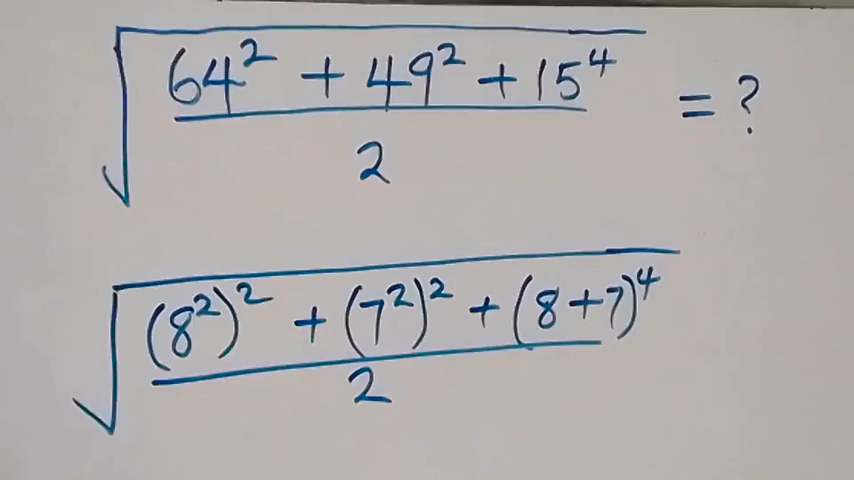 √((64² + 49² + 15⁴)/2) = ?
√(((8²)² + (7²)² + (8+7)⁴)/2)